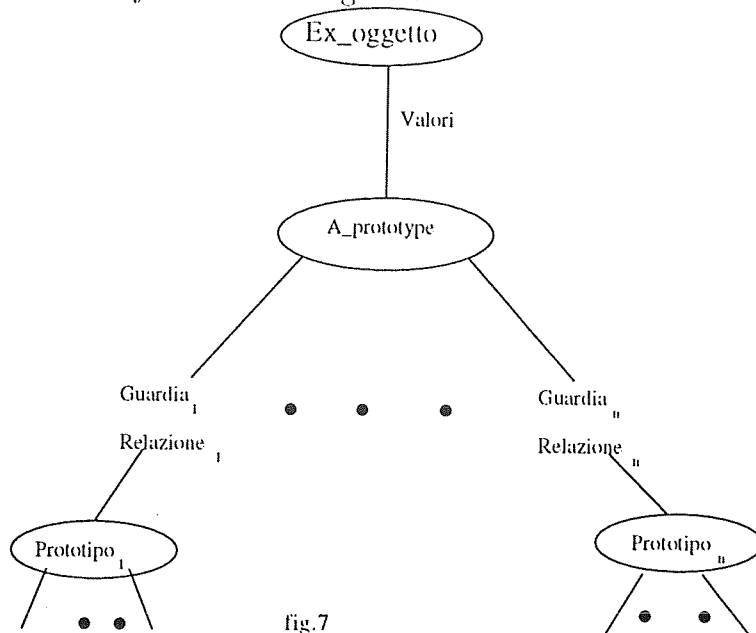 Ex_oggetto
Valori
A_prototype
Guardia 1
Guardia n
Relazione 1
Relazione n
Prototipo 1
Prototipo n
fig.7